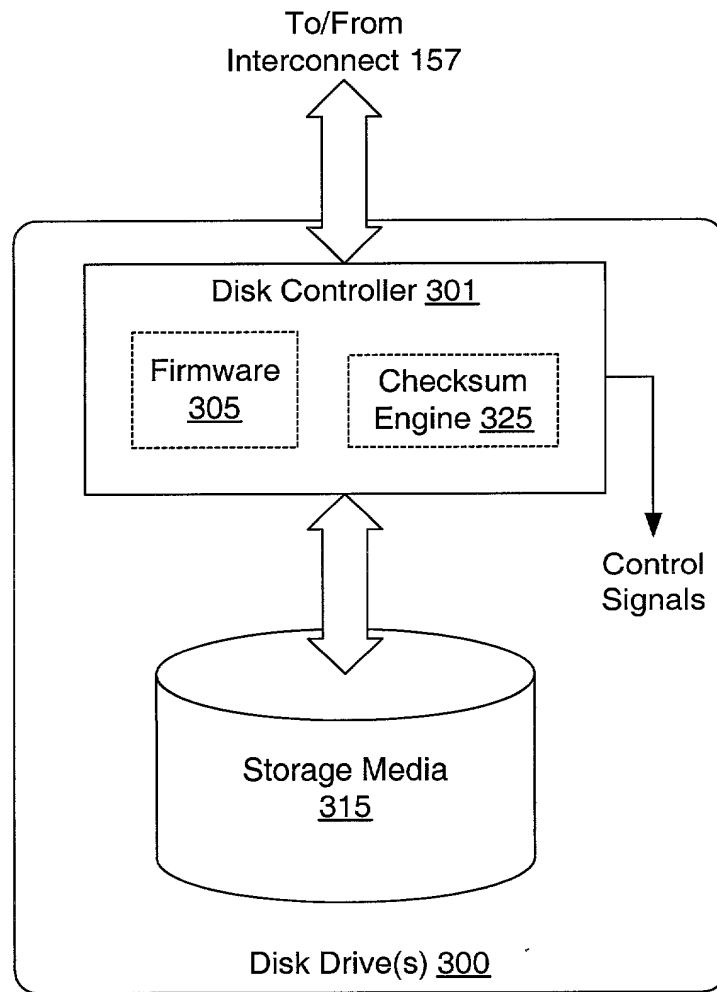 To/From
Interconnect 157
Disk Controller 301
Firmware
305
Checksum
Engine 325
Control
Signals
Storage Media
315
Disk Drive(s) 300